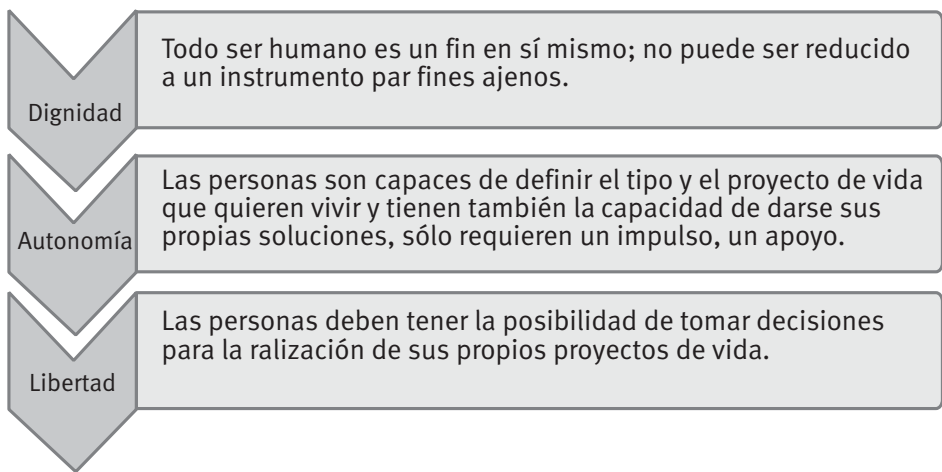 Dignidad
Todo ser humano es un fin en sí mismo; no puede ser reducido
a un instrumento par fines ajenos.
Autonomía
Las personas son capaces de definir el tipo y el proyecto de vida
que quieren vivir y tienen también la capacidad de darse sus
propias soluciones, sólo requieren un impulso, un apoyo.
Libertad
Las personas deben tener la posibilidad de tomar decisiones
para la ralización de sus propios proyectos de vida.